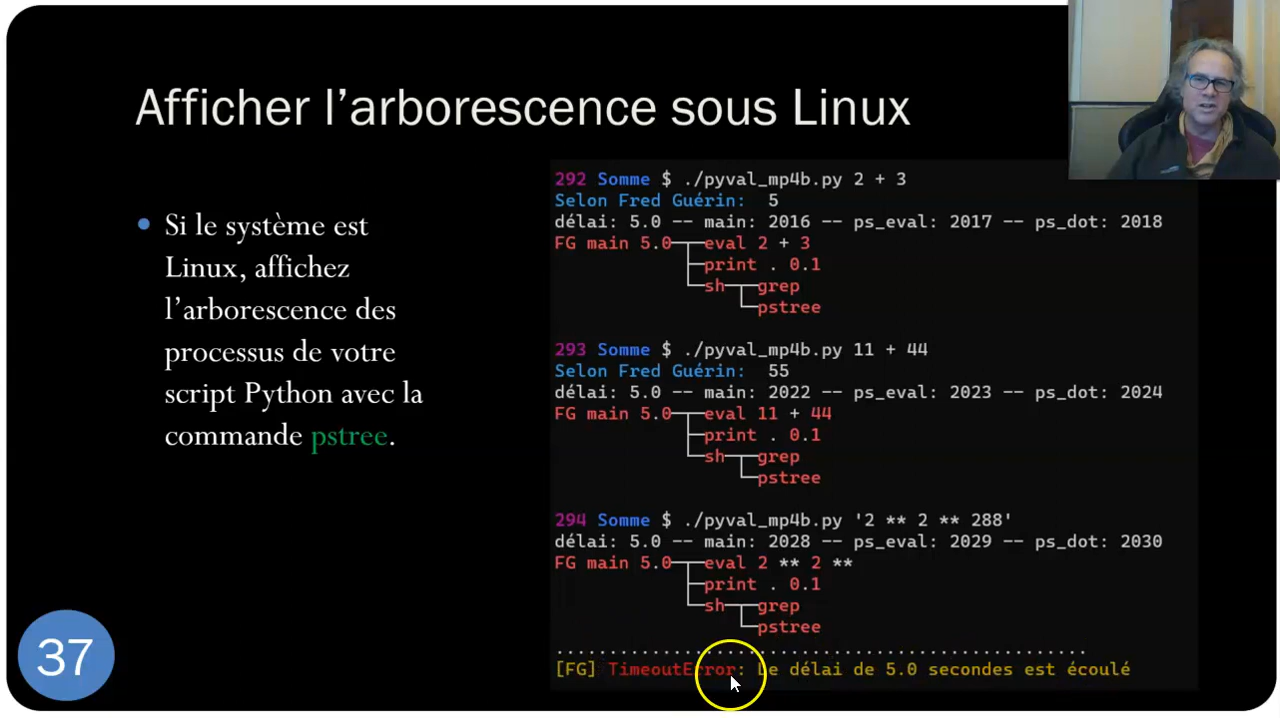 Afficher l’arborescence sous Linux
Si le système est
Linux, affichez
l’arborescence des
processus de votre
script Python avec la
commande pstree.
292 Somme $ ./pyval_mp4b.py 2 + 3
Selon Fred Guérin: 5
délai: 5.0 -- main: 2016 -- ps_eval: 2017 -- ps_dot: 2018
FG main 5.0─┬─eval 2 + 3
├─print . 0.1
└─sh─┬─grep
└─pstree
293 Somme $ ./pyval_mp4b.py 11 + 44
Selon Fred Guérin: 55
délai: 5.0 -- main: 2022 -- ps_eval: 2023 -- ps_dot: 2024
FG main 5.0─┬─eval 11 + 44
├─print . 0.1
└─sh─┬─grep
└─pstree
294 Somme $ ./pyval_mp4b.py '2 ** 2 ** 288'
délai: 5.0 -- main: 2028 -- ps_eval: 2029 -- ps_dot: 2030
FG main 5.0─┬─eval 2 ** 2 **
├─print . 0.1
└─sh─┬─grep
└─pstree
..................................................
[FG] TimeoutError: Le délai de 5.0 secondes est écoulé
37